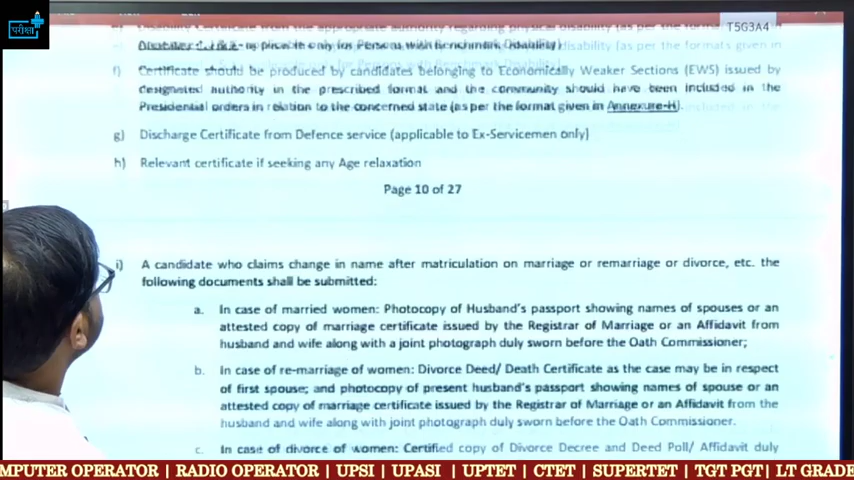 परीक्षा
T5G3A4
f) Certificate should be produced by candidates belonging to Economically Weaker Sections (EWS) issued by
designated authority in the prescribed format and the community should have been included in the
Presidential orders in relation to the concerned state (as per the format given in Annexure-H).
g) Discharge Certificate from Defence service (applicable to Ex-Servicemen only)
h) Relevant certificate if seeking any Age relaxation
Page 10 of 27
i) A candidate who claims change in name after matriculation on marriage or remarriage or divorce, etc. the
following documents shall be submitted:
a. In case of married women: Photocopy of Husband's passport showing names of spouses or an
attested copy of marriage certificate issued by the Registrar of Marriage or an Affidavit from
husband and wife along with a joint photograph duly sworn before the Oath Commissioner;
b. In case of re-marriage of women: Divorce Deed/ Death Certificate as the case may be in respect
of first spouse; and photocopy of present husband's passport showing names of spouse or an
attested copy of marriage certificate issued by the Registrar of Marriage or an Affidavit from the
husband and wife along with joint photograph duly sworn before the Oath Commissioner.
c. In case of divorce of women: Certified copy of Divorce Decree and Deed Poll/ Affidavit duly
MPUTER OPERATOR | RADIO OPERATOR | UPSI | UPASI | UPTET | CTET | SUPERTET | TGT PGT| LT GRADE